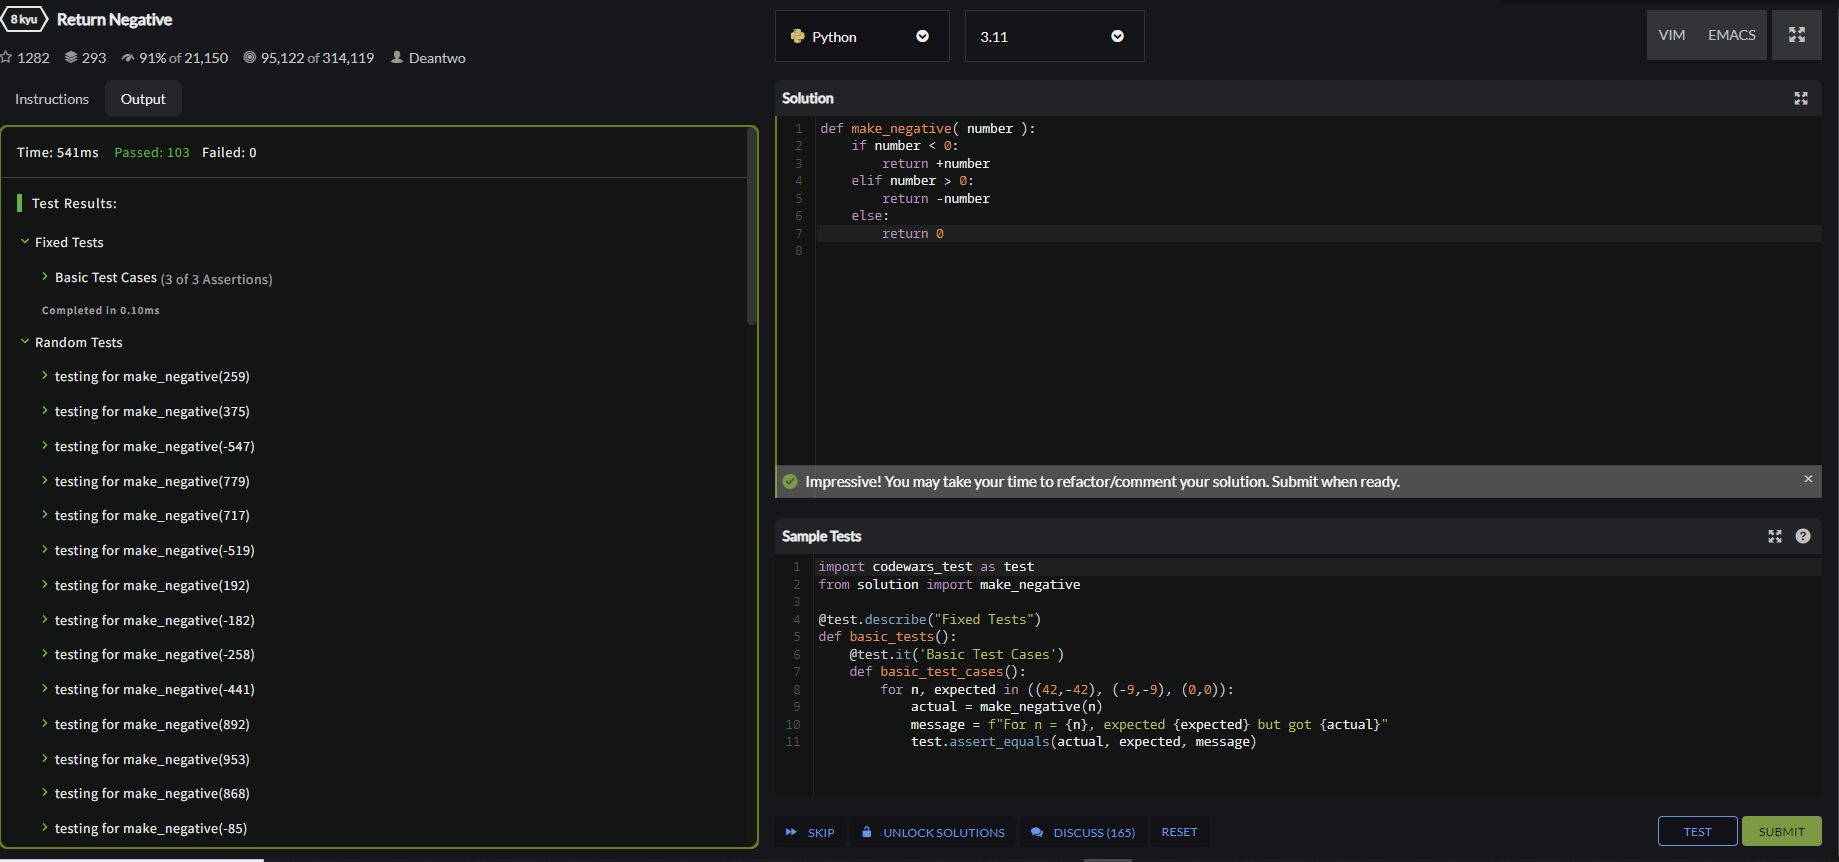 8 kyu Return Negative
1282 293 91% of 21,150 95,122 of 314,119 Deantwo
Instructions Output
Time: 541ms Passed: 103 Failed: 0
Test Results:
Fixed Tests
Basic Test Cases (3 of 3 Assertions)
Completed in 0.10ms
Random Tests
testing for make_negative(259)
testing for make_negative(375)
testing for make_negative(-547)
testing for make_negative(779)
testing for make_negative(717)
testing for make_negative(-519)
testing for make_negative(192)
testing for make_negative(-182)
testing for make_negative(-258)
testing for make_negative(-441)
testing for make_negative(892)
testing for make_negative(953)
testing for make_negative(868)
testing for make_negative(-85)
Python 3.11 VIM EMACS
Solution
1 def make_negative( number ):
2     if number < 0:
3         return +number
4     elif number > 0:
5         return -number
6     else:
7         return 0
8
Impressive! You may take your time to refactor/comment your solution. Submit when ready. ×
Sample Tests ?
1 import codewars_test as test
2 from solution import make_negative
3
4 @test.describe("Fixed Tests")
5 def basic_tests():
6     @test.it('Basic Test Cases')
7     def basic_test_cases():
8         for n, expected in ((42,-42), (-9,-9), (0,0)):
9             actual = make_negative(n)
10             message = f"For n = {n}, expected {expected} but got {actual}"
11             test.assert_equals(actual, expected, message)
SKIP UNLOCK SOLUTIONS DISCUSS (165) RESET TEST SUBMIT